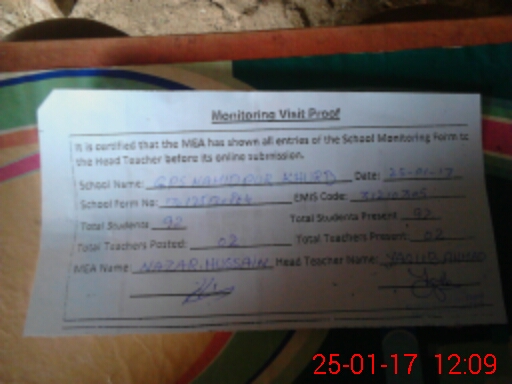 Monitoring Visit Proof
It is certified that the MEA has shown all entries of the School Monitoring Form to
the Head Teacher before its online submission.
School Name: GPS Date: 25-01-17
School Form No: EMIS Code:
Total Students 92 Total Students Present 92
Total Teachers Posted: 02 Total Teachers Present: 02
MEA Name: NAZAR HUSSAIN Head Teacher Name:
25-01-17 12:09